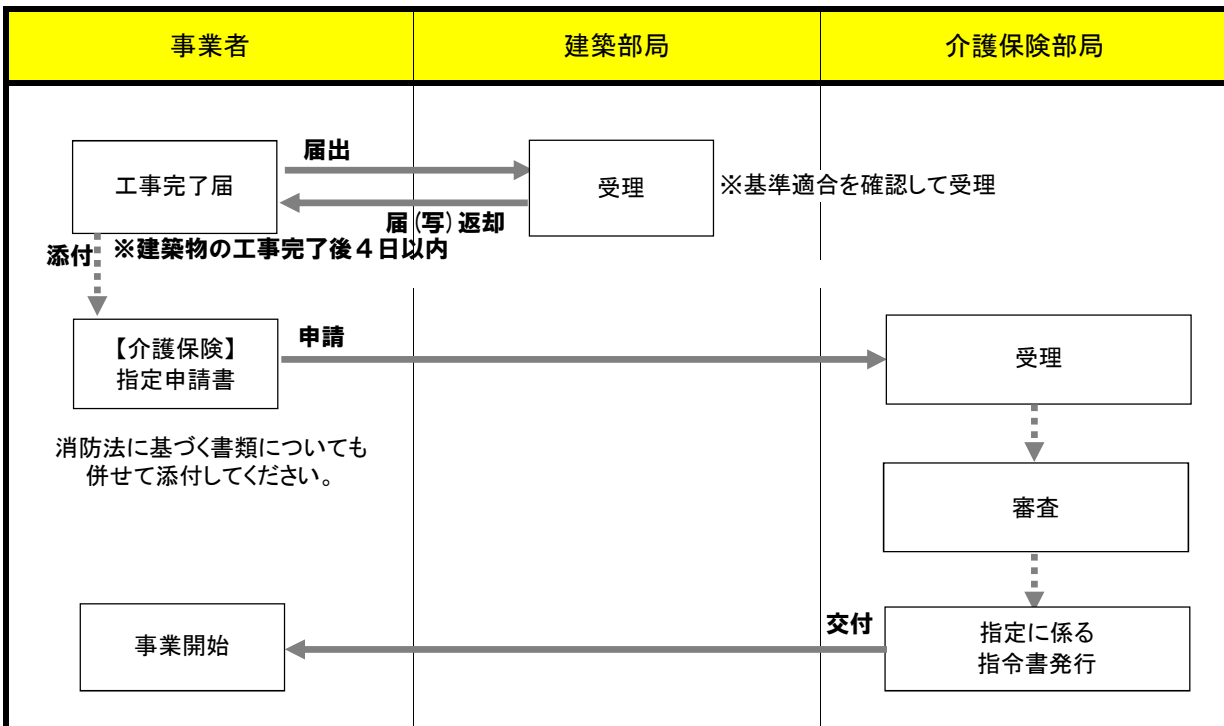 事業者
建築部局
介護保険部局
届出
工事完了届
受理
※基準適合を確認して受理
届(写)返却
添付
※建築物の工事完了後4日以内
【介護保険】
指定申請書
申請
受理
消防法に基づく書類についても
併せて添付してください。
審査
交付
事業開始
指定に係る
指令書発行